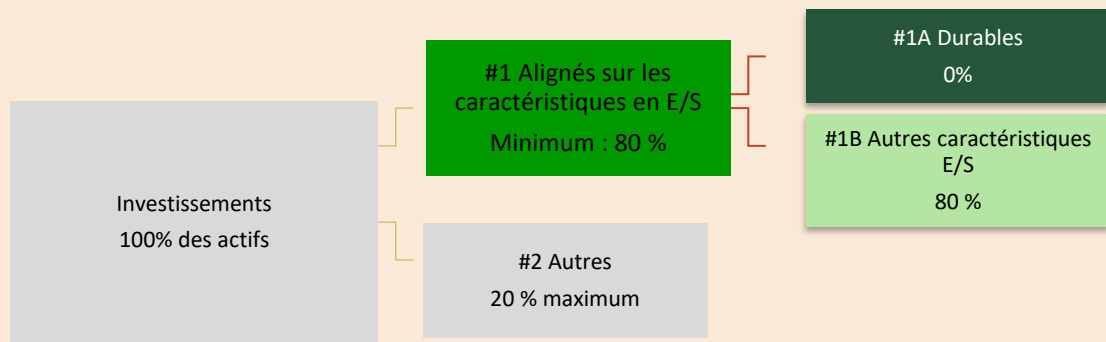 Investissements
100% des actifs
#1 Alignés sur les
caractéristiques en E/S
Minimum : 80 %
#2 Autres
20 % maximum
#1A Durables
0%
#1B Autres caractéristiques
E/S
80 %